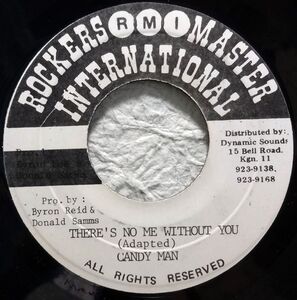 ROCKERS RMI MASTER
INTERNATIONAL
Distributed by:
Dynamic Sounds
15 Bell Road.
Kgn. 11
923-9138,
923-9168
Pro. by:
Byron Reid &
Donald Samms
THERE'S NO ME WITHOUT YOU
(Adapted)
CANDY MAN
ALL RIGHTS RESERVED